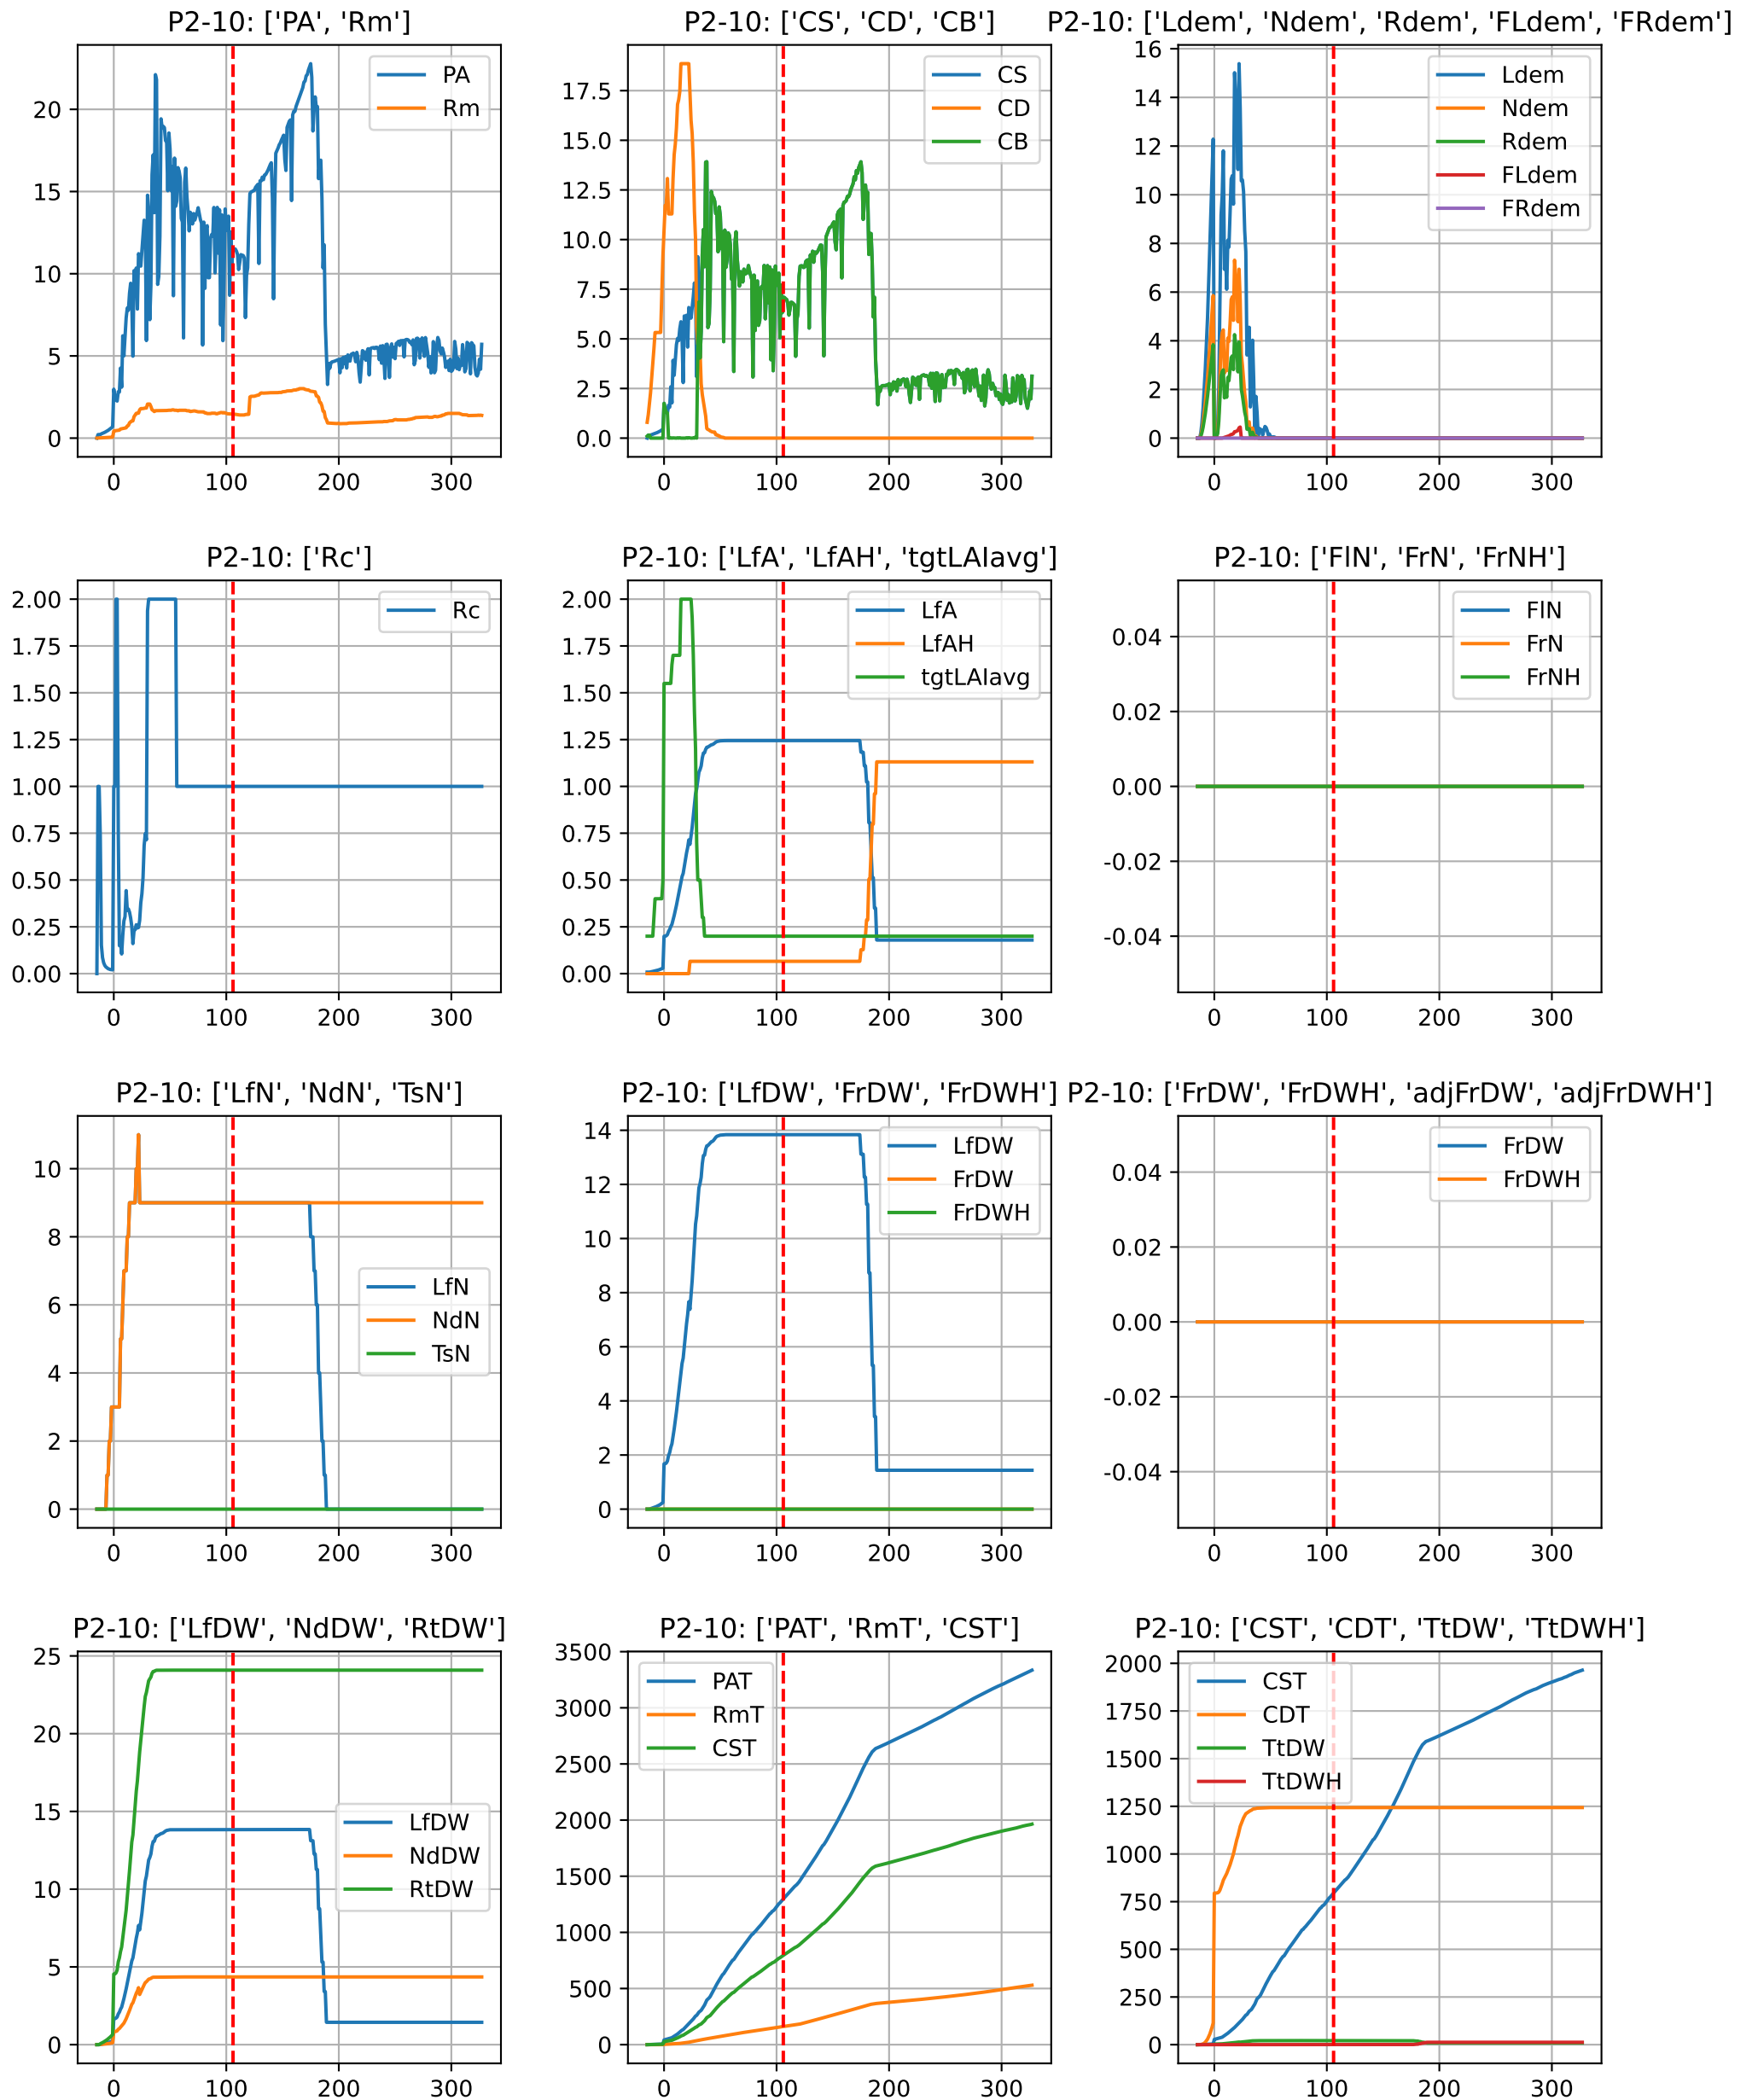 P2-10: ['PA', 'Rm']
PA
Rm
20
15
10
5
0
0 100 200 300
P2-10: ['CS', 'CD', 'CB']
CS
CD
CB
17.5
15.0
12.5
10.0
7.5
5.0
2.5
0.0
0 100 200 300
P2-10: ['Ldem', 'Ndem', 'Rdem', 'FLdem', 'FRdem']
Ldem
Ndem
Rdem
FLdem
FRdem
16
14
12
10
8
6
4
2
0
0 100 200 300
P2-10: ['Rc']
Rc
2.00
1.75
1.50
1.25
1.00
0.75
0.50
0.25
0.00
0 100 200 300
P2-10: ['LfA', 'LfAH', 'tgtLAIavg']
LfA
LfAH
tgtLAIavg
2.00
1.75
1.50
1.25
1.00
0.75
0.50
0.25
0.00
0 100 200 300
P2-10: ['FlN', 'FrN', 'FrNH']
FlN
FrN
FrNH
0.04
0.02
0.00
-0.02
-0.04
0 100 200 300
P2-10: ['LfN', 'NdN', 'TsN']
LfN
NdN
TsN
10
8
6
4
2
0
0 100 200 300
P2-10: ['LfDW', 'FrDW', 'FrDWH']
LfDW
FrDW
FrDWH
14
12
10
8
6
4
2
0
0 100 200 300
P2-10: ['FrDW', 'FrDWH', 'adjFrDW', 'adjFrDWH']
FrDW
FrDWH
0.04
0.02
0.00
-0.02
-0.04
0 100 200 300
P2-10: ['LfDW', 'NdDW', 'RtDW']
LfDW
NdDW
RtDW
25
20
15
10
5
0
0 100 200 300
P2-10: ['PAT', 'RmT', 'CST']
PAT
RmT
CST
3500
3000
2500
2000
1500
1000
500
0
0 100 200 300
P2-10: ['CST', 'CDT', 'TtDW', 'TtDWH']
CST
CDT
TtDW
TtDWH
2000
1750
1500
1250
1000
750
500
250
0
0 100 200 300